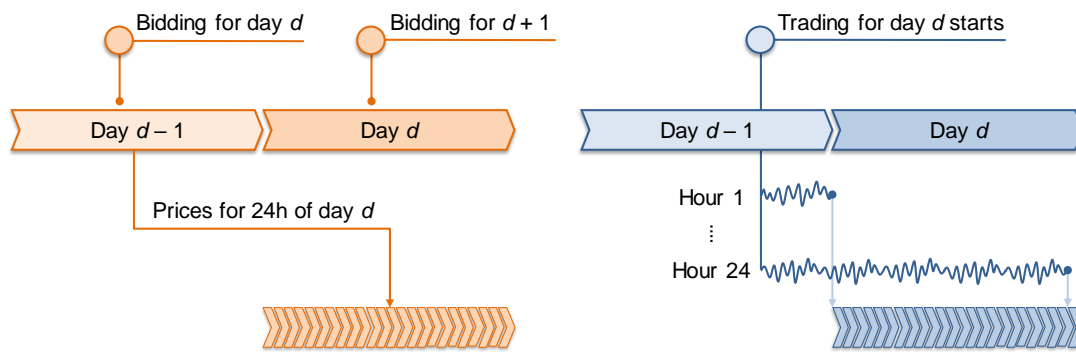 Bidding for day d
Bidding for d + 1
Day d – 1
Day d
Prices for 24h of day d
Trading for day d starts
Day d – 1
Day d
Hour 1
Hour 24